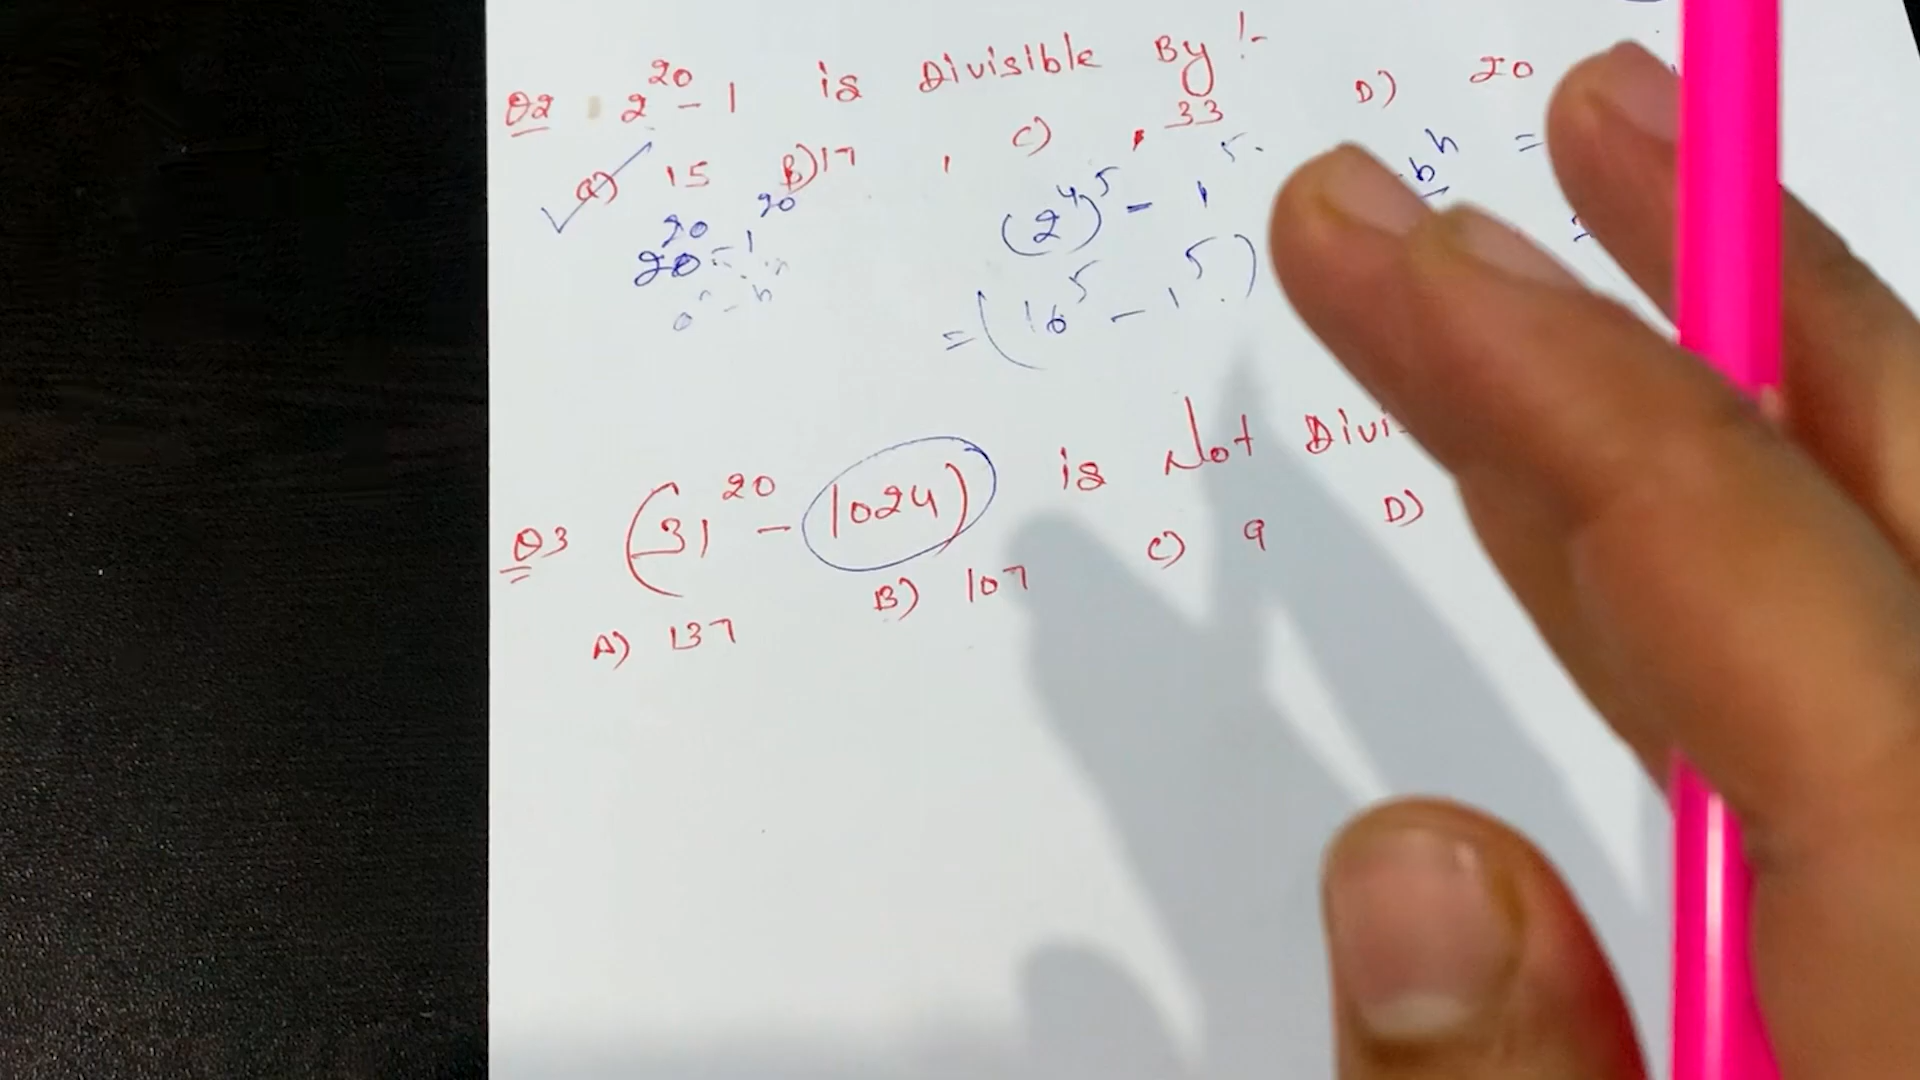 Q2 2^20 - 1 is Divisible By :-
a) 15 B) 17 , C) 33 D) 20
20^20 - 1^20
(2^4)^5 - 1^5
= (16^5 - 1^5)
Q3 (31^20 - 1024) is Not Divi
A) 137 B) 107 C) 9 D)